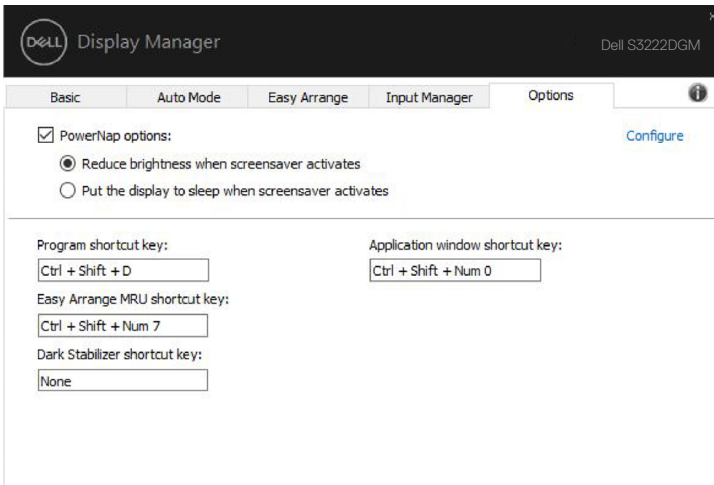 DELL Display Manager
Dell S3222DGM
Basic Auto Mode Easy Arrange Input Manager Options
PowerNap options: Configure
Reduce brightness when screensaver activates
Put the display to sleep when screensaver activates
Program shortcut key: Application window shortcut key:
Ctrl + Shift + D Ctrl + Shift + Num 0
Easy Arrange MRU shortcut key:
Ctrl + Shift + Num 7
Dark Stabilizer shortcut key:
None